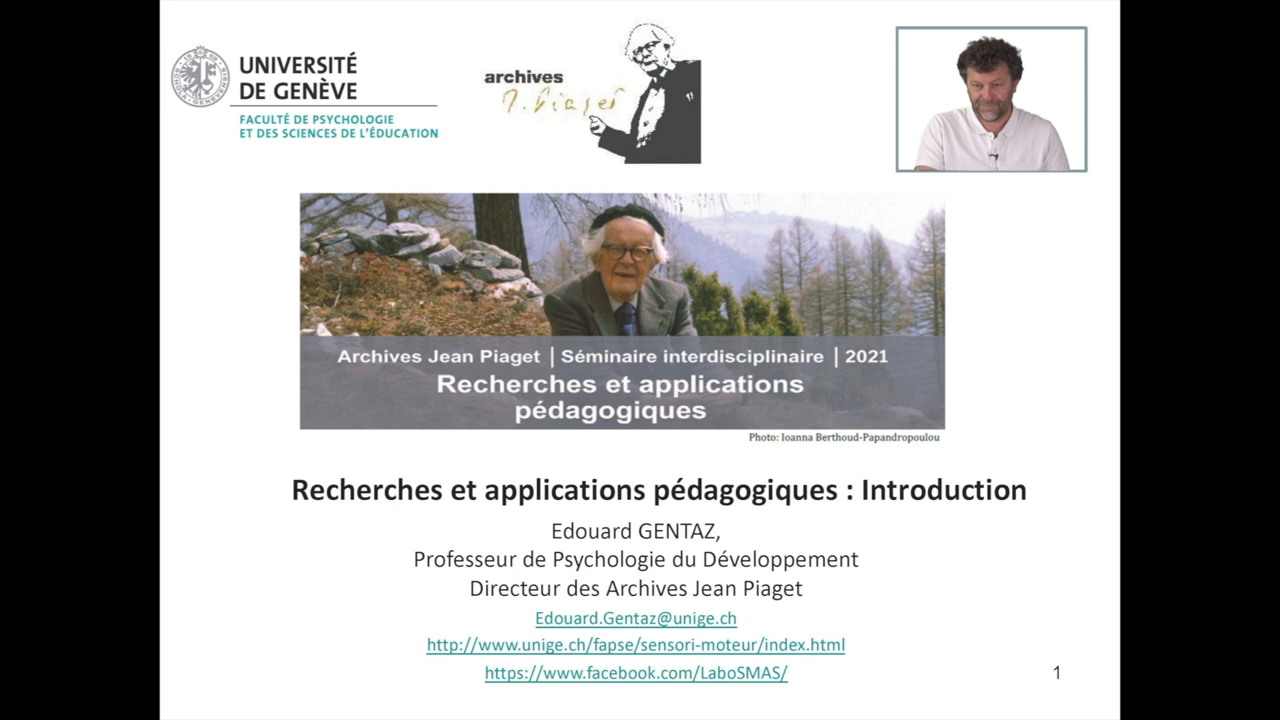 UNIVERSITÉ
DE GENÈVE
FACULTÉ DE PSYCHOLOGIE
ET DES SCIENCES DE L'ÉDUCATION
archives
J. Piaget
Archives Jean Piaget | Séminaire interdisciplinaire | 2021
Recherches et applications
pédagogiques
Photo: Ioanna Berthoud-Papandropoulou
Recherches et applications pédagogiques : Introduction
Edouard GENTAZ,
Professeur de Psychologie du Développement
Directeur des Archives Jean Piaget
Edouard.Gentaz@unige.ch
http://www.unige.ch/fapse/sensori-moteur/index.html
https://www.facebook.com/LaboSMAS/
1